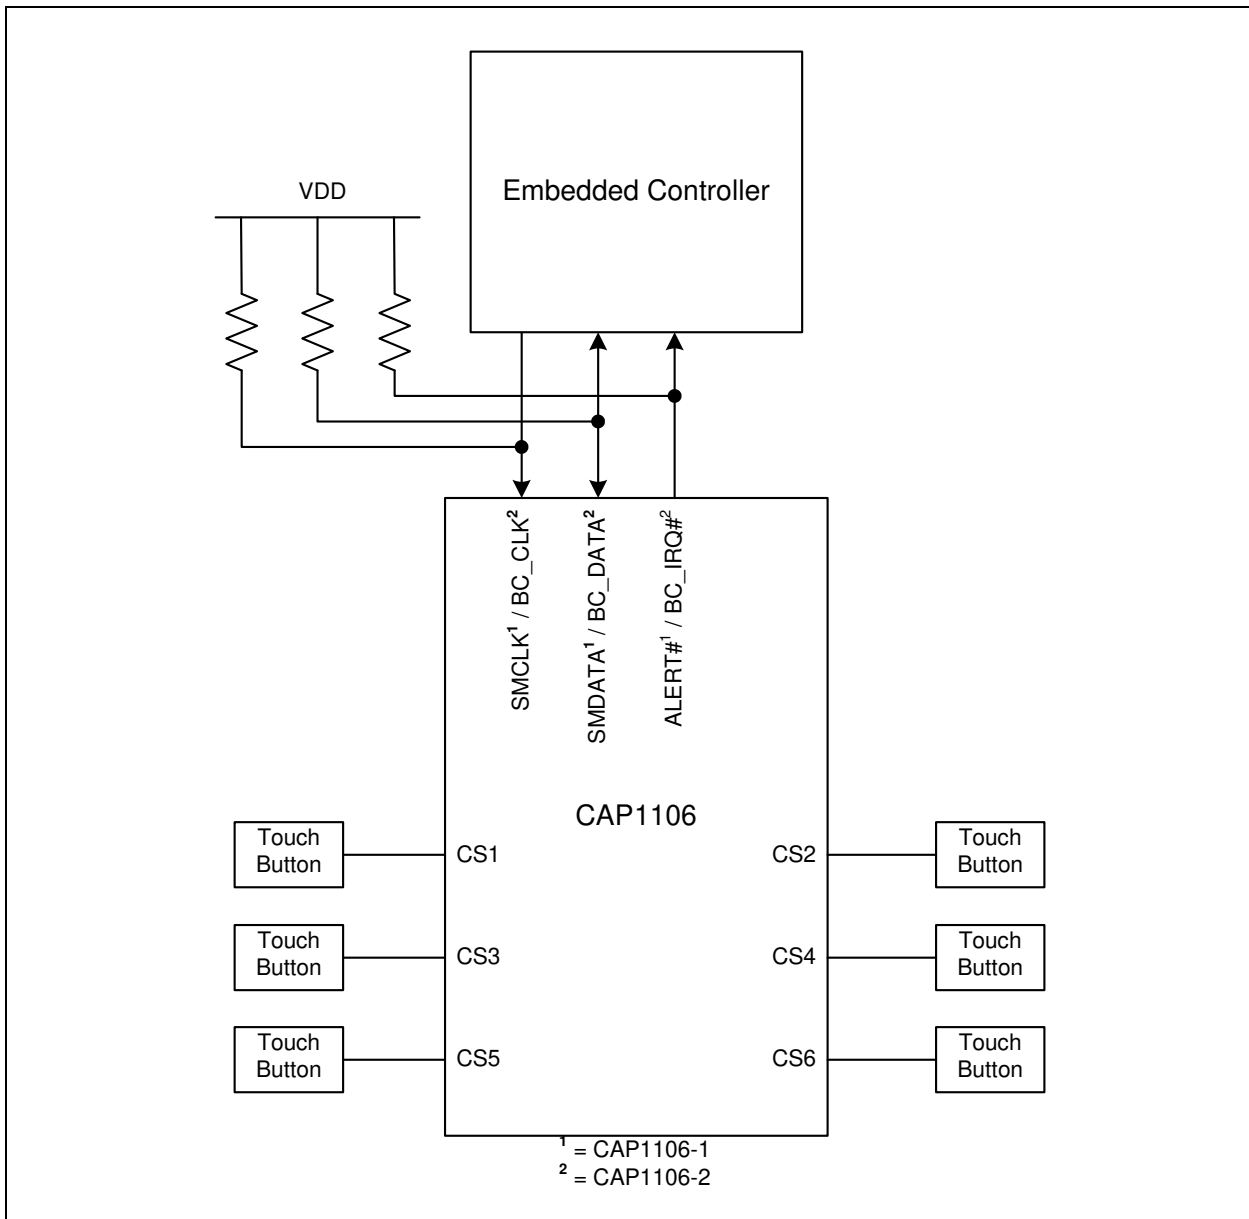 Embedded Controller
VDD
SMCLK¹ / BC_CLK²
SMDATA¹ / BC_DATA²
ALERT#¹ / BC_IRQ#²
CAP1106
Touch
Button
CS1
CS2
Touch
Button
Touch
Button
CS3
CS4
Touch
Button
Touch
Button
CS5
CS6
Touch
Button
¹ = CAP1106-1
² = CAP1106-2